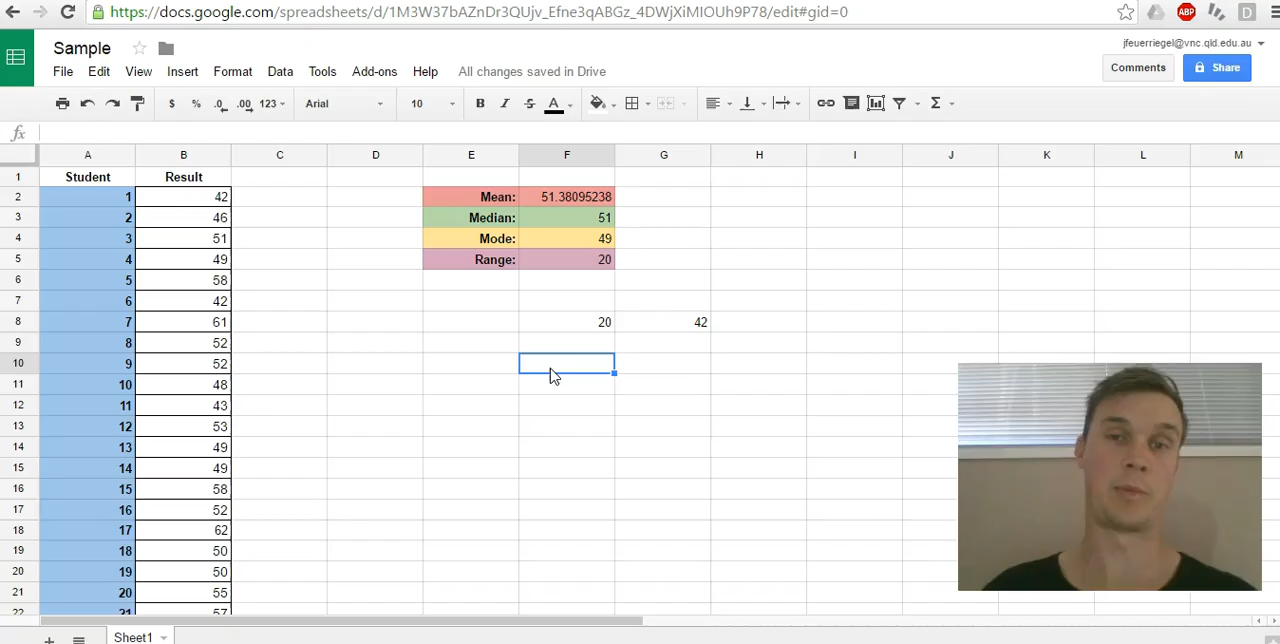 https://docs.google.com/spreadsheets/d/1M3W37bAZnDr3QUjv_Efne3qABGz_4DWjXiMIOUh9P78/edit#gid=0
ABP
D
Sample
jfeuerriegel@vnc.qld.edu.au
File Edit View Insert Format Data Tools Add-ons Help All changes saved in Drive
Comments Share
$ % .0 .00 123 Arial 10 B I S A Σ
fx
A B C D E F G H I J K L M
1 Student Result
2 1 42 Mean: 51.38095238
3 2 46 Median: 51
4 3 51 Mode: 49
5 4 49 Range: 20
6 5 58
7 6 42
8 7 61 20 42
9 8 52
10 9 52
11 10 48
12 11 43
13 12 53
14 13 49
15 14 49
16 15 58
17 16 52
18 17 62
19 18 50
20 19 50
21 20 55
22 21 57
Sheet1